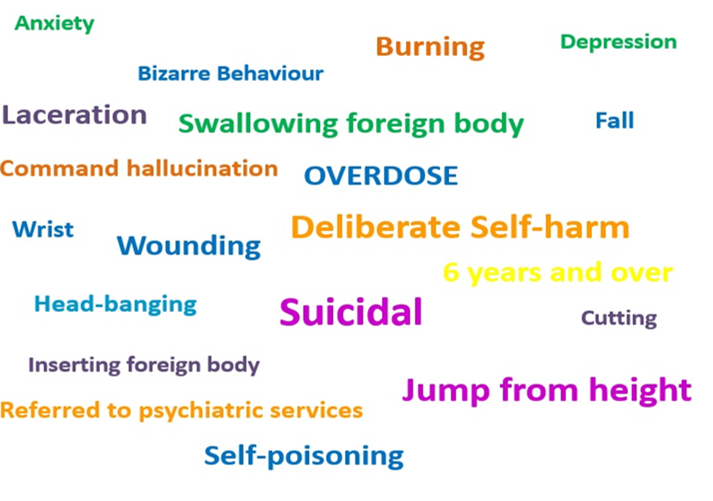 Anxiety
Burning
Depression
Bizarre Behaviour
Laceration
Swallowing foreign body
Fall
Command hallucination
OVERDOSE
Wrist
Wounding
Deliberate Self-harm
6 years and over
Head-banging
Suicidal
Cutting
Inserting foreign body
Jump from height
Referred to psychiatric services
Self-poisoning